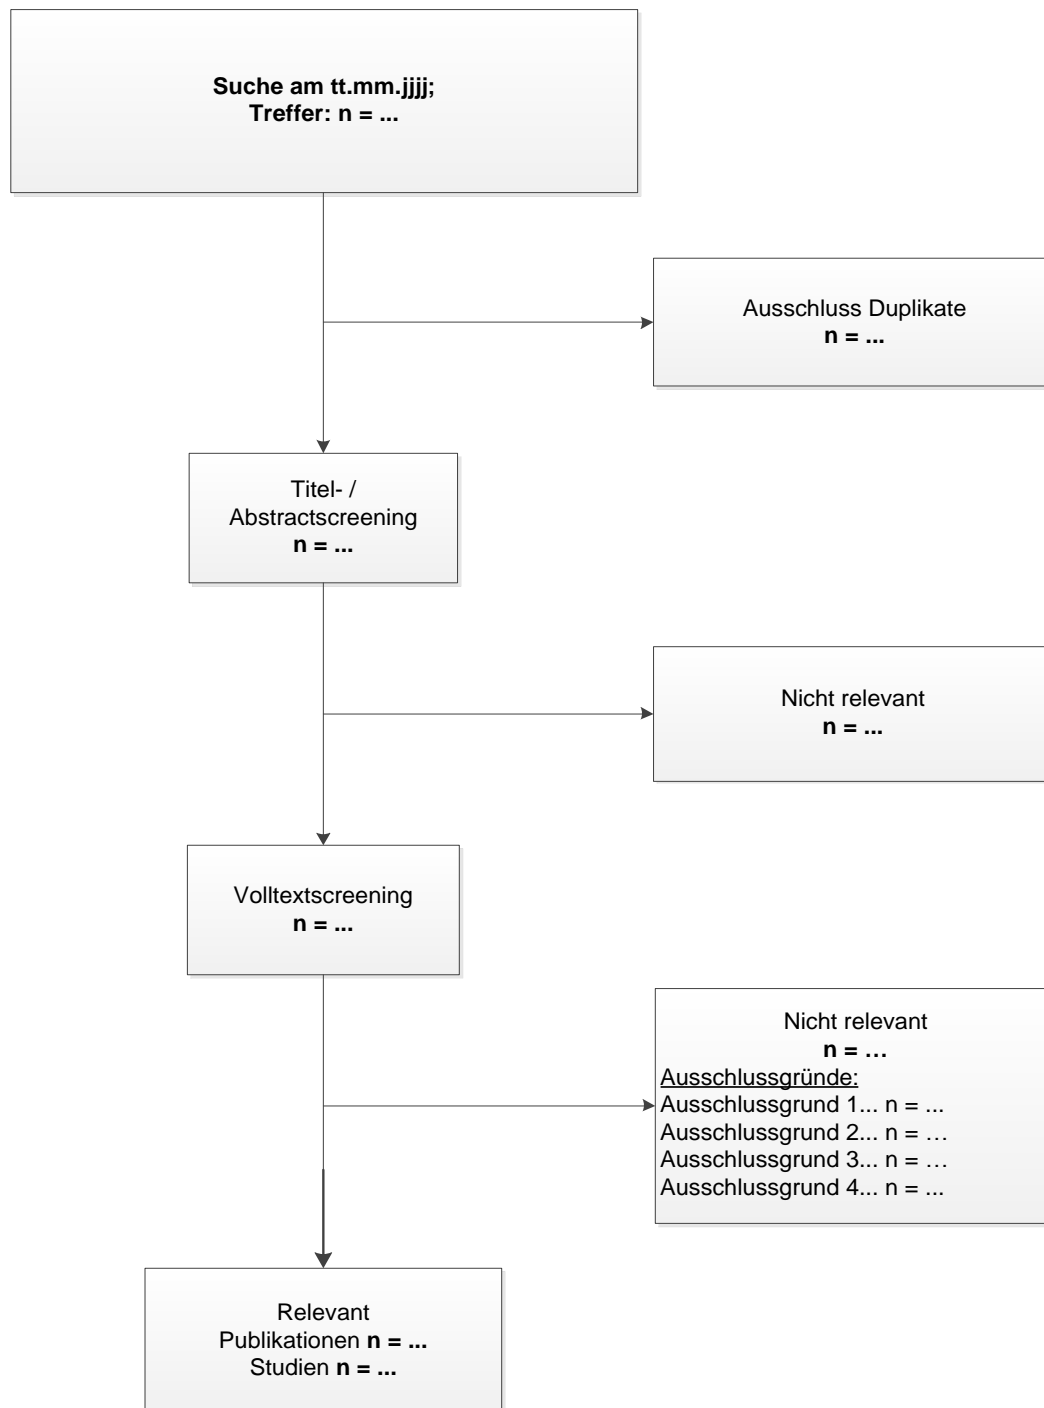 Suche am tt.mm.jjjj;
Treffer: n = ...
Ausschluss Duplikate
n = ...
Titel- /
Abstractscreening
n = ...
Nicht relevant
n = ...
Volltextscreening
n = ...
Nicht relevant
n = …
Ausschlussgründe:
Ausschlussgrund 1... n = ...
Ausschlussgrund 2... n = …
Ausschlussgrund 3... n = …
Ausschlussgrund 4... n = ...
Relevant
Publikationen n = ...
Studien n = ...